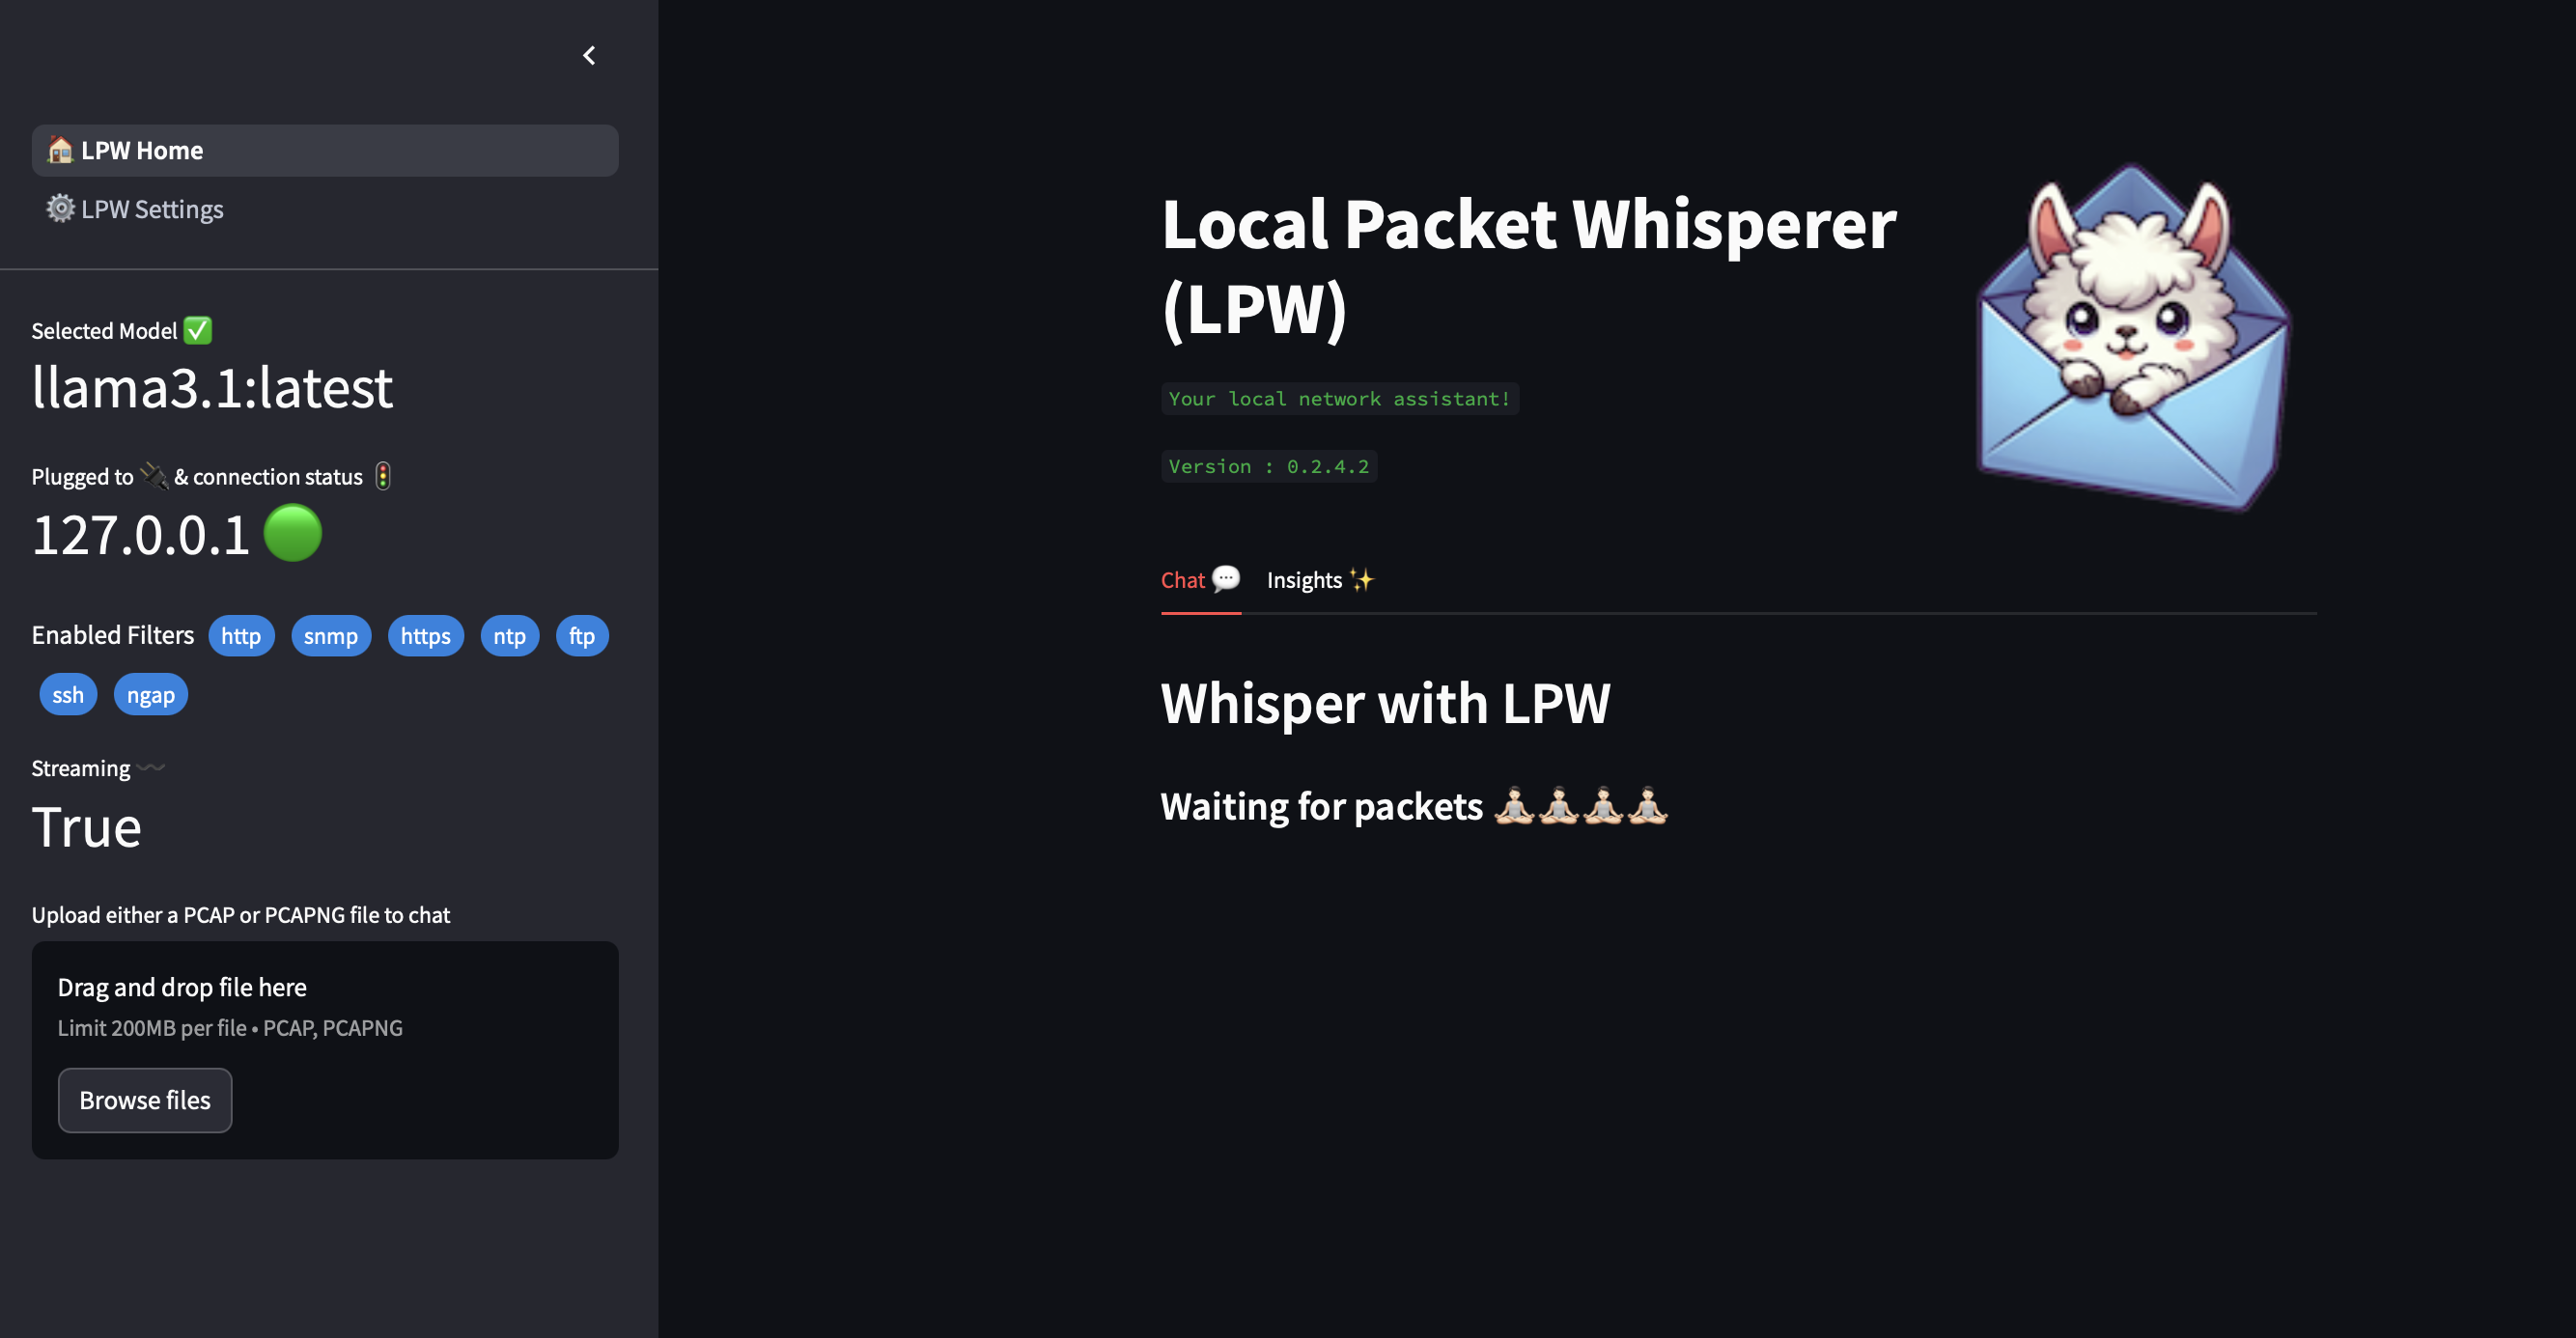 LPW Home
LPW Settings
Selected Model
llama3.1:latest
Plugged to & connection status
127.0.0.1
Enabled Filters http snmp https ntp ftp
ssh ngap
Streaming
True
Upload either a PCAP or PCAPNG file to chat
Drag and drop file here
Limit 200MB per file • PCAP, PCAPNG
Browse files
Local Packet Whisperer
(LPW)
Your local network assistant!
Version : 0.2.4.2
Chat Insights
Whisper with LPW
Waiting for packets